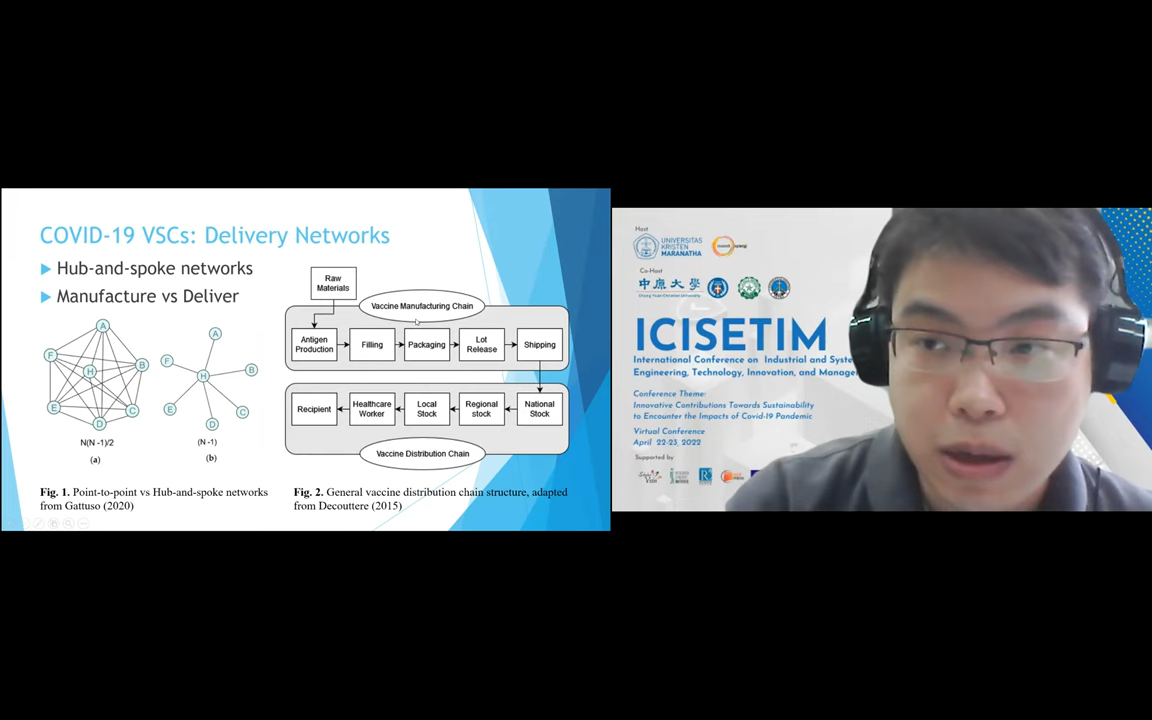 COVID-19 VSCs: Delivery Networks
Hub-and-spoke networks
Manufacture vs Deliver
A
F
B
H
E
C
D
N(N -1)/2
(a)
A
F
B
H
E
C
D
(N -1)
(b)
Fig. 1. Point-to-point vs Hub-and-spoke networks
from Gattuso (2020)
Raw
Materials
Vaccine Manufacturing Chain
Antigen
Production
Filling
Packaging
Lot
Release
Shipping
Recipient
Healthcare
Worker
Local
Stock
Regional
stock
National
Stock
Vaccine Distribution Chain
Fig. 2. General vaccine distribution chain structure, adapted
from Decouttere (2015)
Host
UNIVERSITAS
KRISTEN
MARANATHA
Co-Host
中原大學
Chung Yuan Christian University
ICISETIM
International Conference on Industrial and Syste
Engineering, Technology, Innovation, and Manage
Conference Theme:
Innovative Contributions Towards Sustainability
to Encounter the Impacts of Covid-19 Pandemic
Virtual Conference
April 22-23, 2022
Supported by